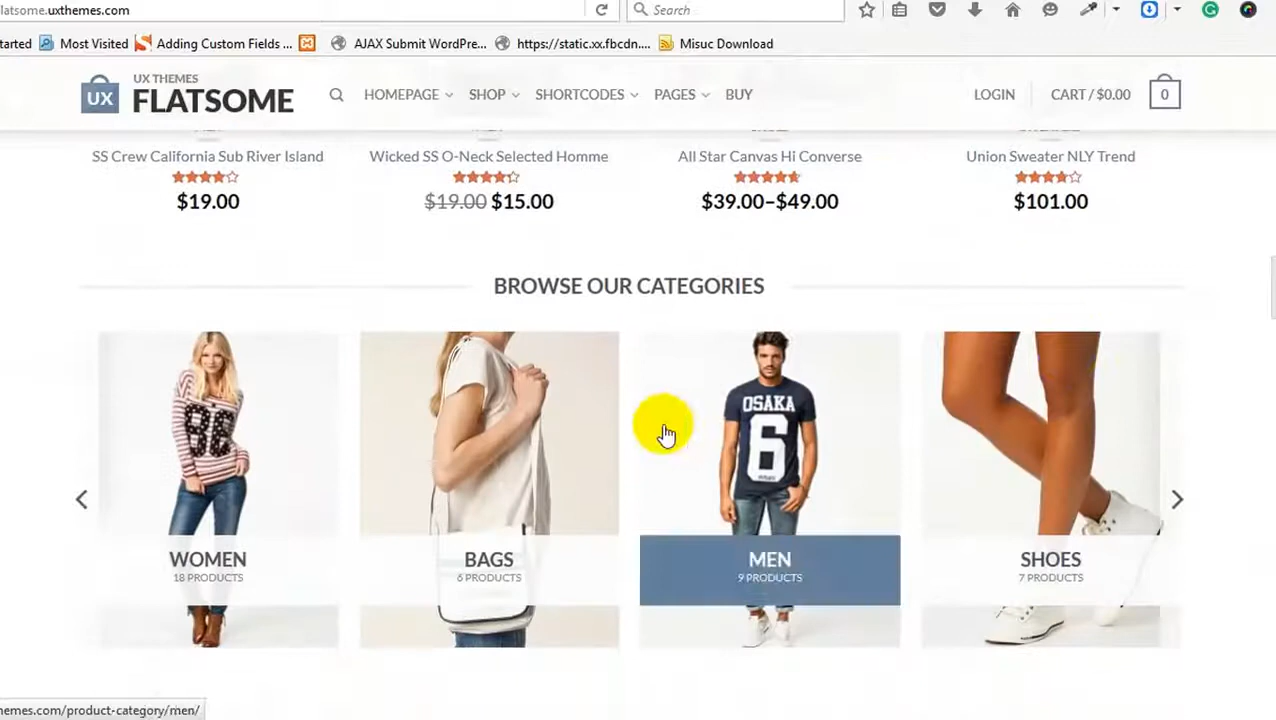 latsome.uxthemes.com
Search
tarted
Most Visited
Adding Custom Fields ...
AJAX Submit WordPre...
https://static.xx.fbcdn....
Misuc Download
UX
UX THEMES
FLATSOME
HOMEPAGE
SHOP
SHORTCODES
PAGES
BUY
LOGIN
CART / $0.00
0
SS Crew California Sub River Island
Wicked SS O-Neck Selected Homme
All Star Canvas Hi Converse
Union Sweater NLY Trend
$19.00
$19.00 $15.00
$39.00–$49.00
$101.00
BROWSE OUR CATEGORIES
86
OSAKA
6
WOMEN
18 PRODUCTS
BAGS
6 PRODUCTS
MEN
9 PRODUCTS
SHOES
7 PRODUCTS
hemes.com/product-category/men/